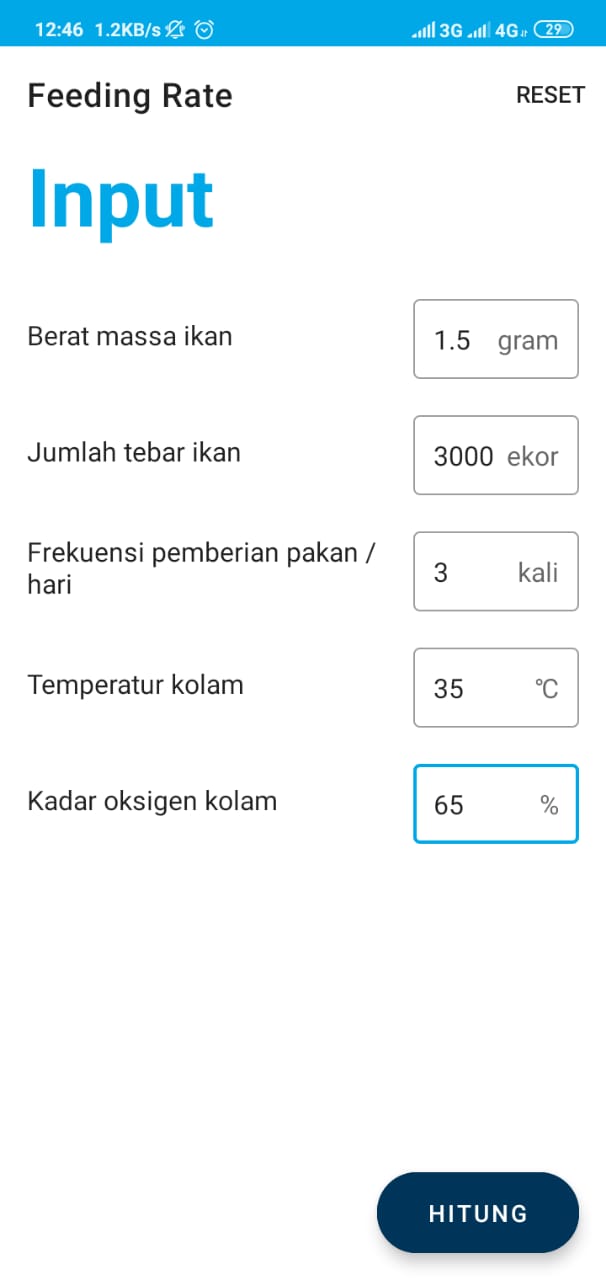 12:46 1.2KB/s 3G 4G 29
Feeding Rate RESET
Input
Berat massa ikan 1.5 gram
Jumlah tebar ikan 3000 ekor
Frekuensi pemberian pakan /
hari 3 kali
Temperatur kolam 35 °C
Kadar oksigen kolam 65 %
HITUNG